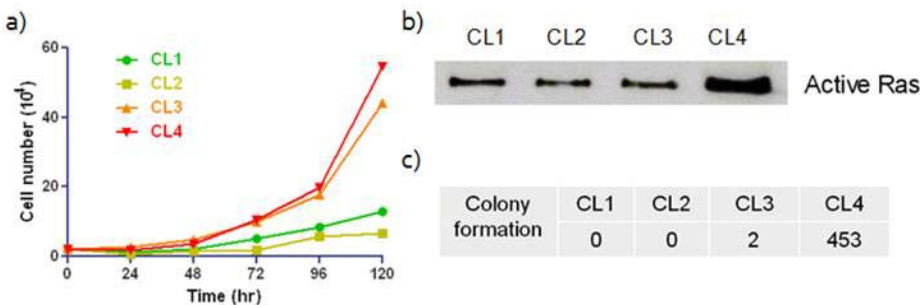 a)
60
40
20
0
Cell number (10⁴)
CL1
CL2
CL3
CL4
0 24 48 72 96 120
Time (hr)
b)
CL1 CL2 CL3 CL4
Active Ras
c)
Colony formation CL1 CL2 CL3 CL4
0 0 2 453